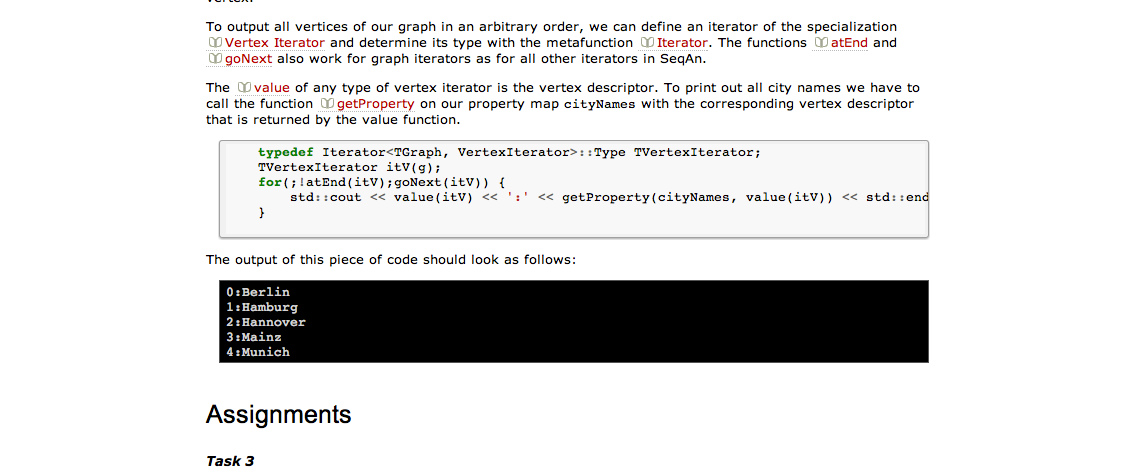 vertex.
To output all vertices of our graph in an arbitrary order, we can define an iterator of the specialization
Vertex Iterator and determine its type with the metafunction Iterator. The functions atEnd and
goNext also work for graph iterators as for all other iterators in SeqAn.
The value of any type of vertex iterator is the vertex descriptor. To print out all city names we have to
call the function getProperty on our property map cityNames with the corresponding vertex descriptor
that is returned by the value function.
typedef Iterator<TGraph, VertexIterator>::Type TVertexIterator;
TVertexIterator itV(g);
for(;!atEnd(itV);goNext(itV)) {
std::cout << value(itV) << ':' << getProperty(cityNames, value(itV)) << std::end
}
The output of this piece of code should look as follows:
0:Berlin
1:Hamburg
2:Hannover
3:Mainz
4:Munich
Assignments
Task 3